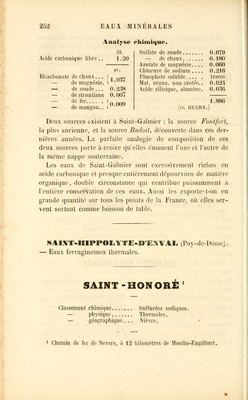 252 EAUX MINÉRALES
Analyse chimique.
lit.
Acide carbonique libre.. 1.20
gr.
Bicarbonate de chaux...
— de magnésie. 1.037
— de soude... 0.238
— de strontiane 0.007
— de fer....
— de mangan.. 0.009
Sulfate de soude....... 0.079
— de chaux....... 0.180
Azotate de magnésie..... 0.060
Chlorure de sodium.... 0.216
Phosphate soluble..... traces.
Mat. organ. non azotée.. 0.024
Acide silicique, alumine. 0.036
1.886
(O. HENRY.)
Deux sources existent à Saint-Galmier : la source Fontfort,
la plus ancienne, et la source Badoit, découverte dans ces der-
nières années. La parfaite analogie de composition de ces
deux sources porte à croire qu'elles émanent l'une et l'autre de
la même nappe souterraine.
Les eaux de Saint-Galmier sont excessivement riches en
acide carbonique et presque entièrement dépourvues de matière
organique, double circonstance qui contribue puissamment à
l'entière conservation de ces eaux. Aussi les exporte-t-on en
grande quantité sur tous les points de la France, où elles ser-
vent surtout comme boisson de table.
SAINT-HIPPOLYTE-D'ENVAL (Puy-de-Dôme).
— Eaux ferrugineuses thermales.
SAINT-HONORÉ 1
Classement chimique....... Sulfurées sodiques.
— physique....... Thermales.
— géographique.... Nièvre.
1 Chemin de fer de Nevers, à 12 kilomètres de Moulin-Engilbert.